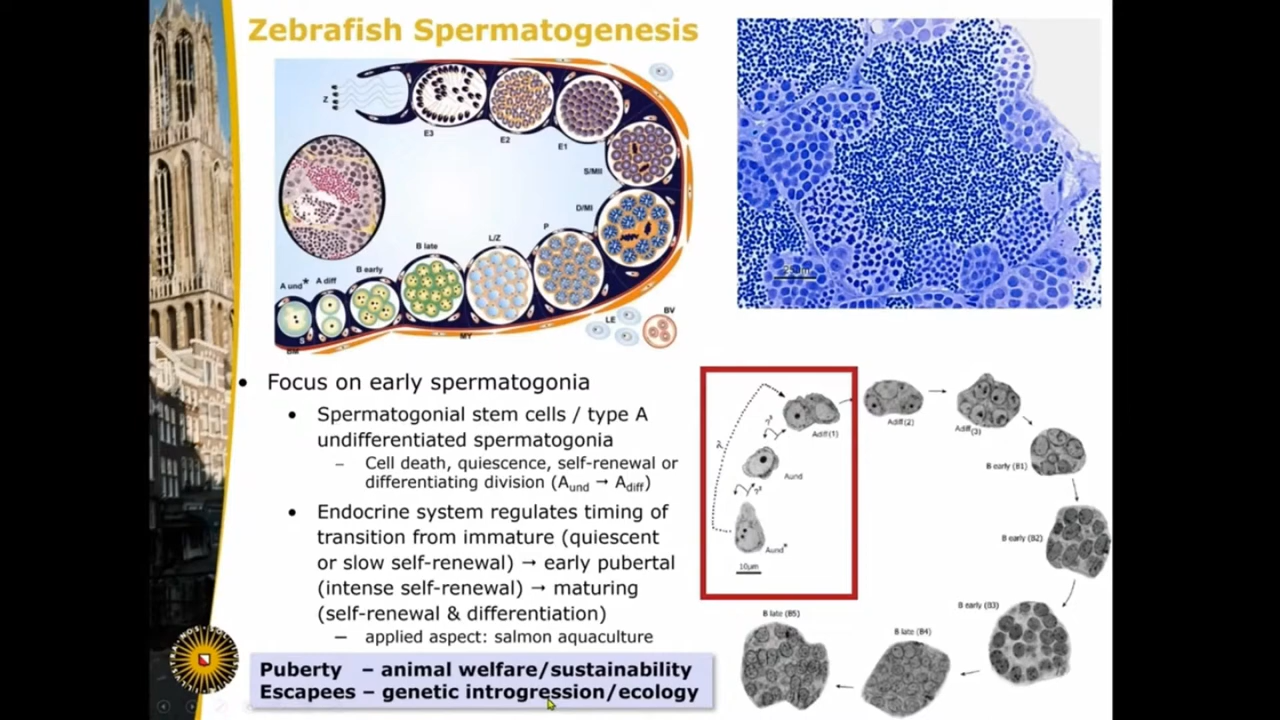 Zebrafish Spermatogenesis
Z
E3
E2
E1
S/MII
D/MI
P
L/Z
B late
B early
A diff
A und*
S
BM
MY
LE
BV
• Focus on early spermatogonia
• Spermatogonial stem cells / type A
undifferentiated spermatogonia
– Cell death, quiescence, self-renewal or
differentiating division (Aund → Adiff)
• Endocrine system regulates timing of
transition from immature (quiescent
or slow self-renewal) → early pubertal
(intense self-renewal) → maturing
(self-renewal & differentiation)
– applied aspect: salmon aquaculture
Puberty – animal welfare/sustainability
Escapees – genetic introgression/ecology
?
Adiff(1)
Aund
Aund*
10µm
Adiff(2)
Adiff(3)
B early (B1)
B early (B2)
B early (B3)
B late (B4)
B late (B5)